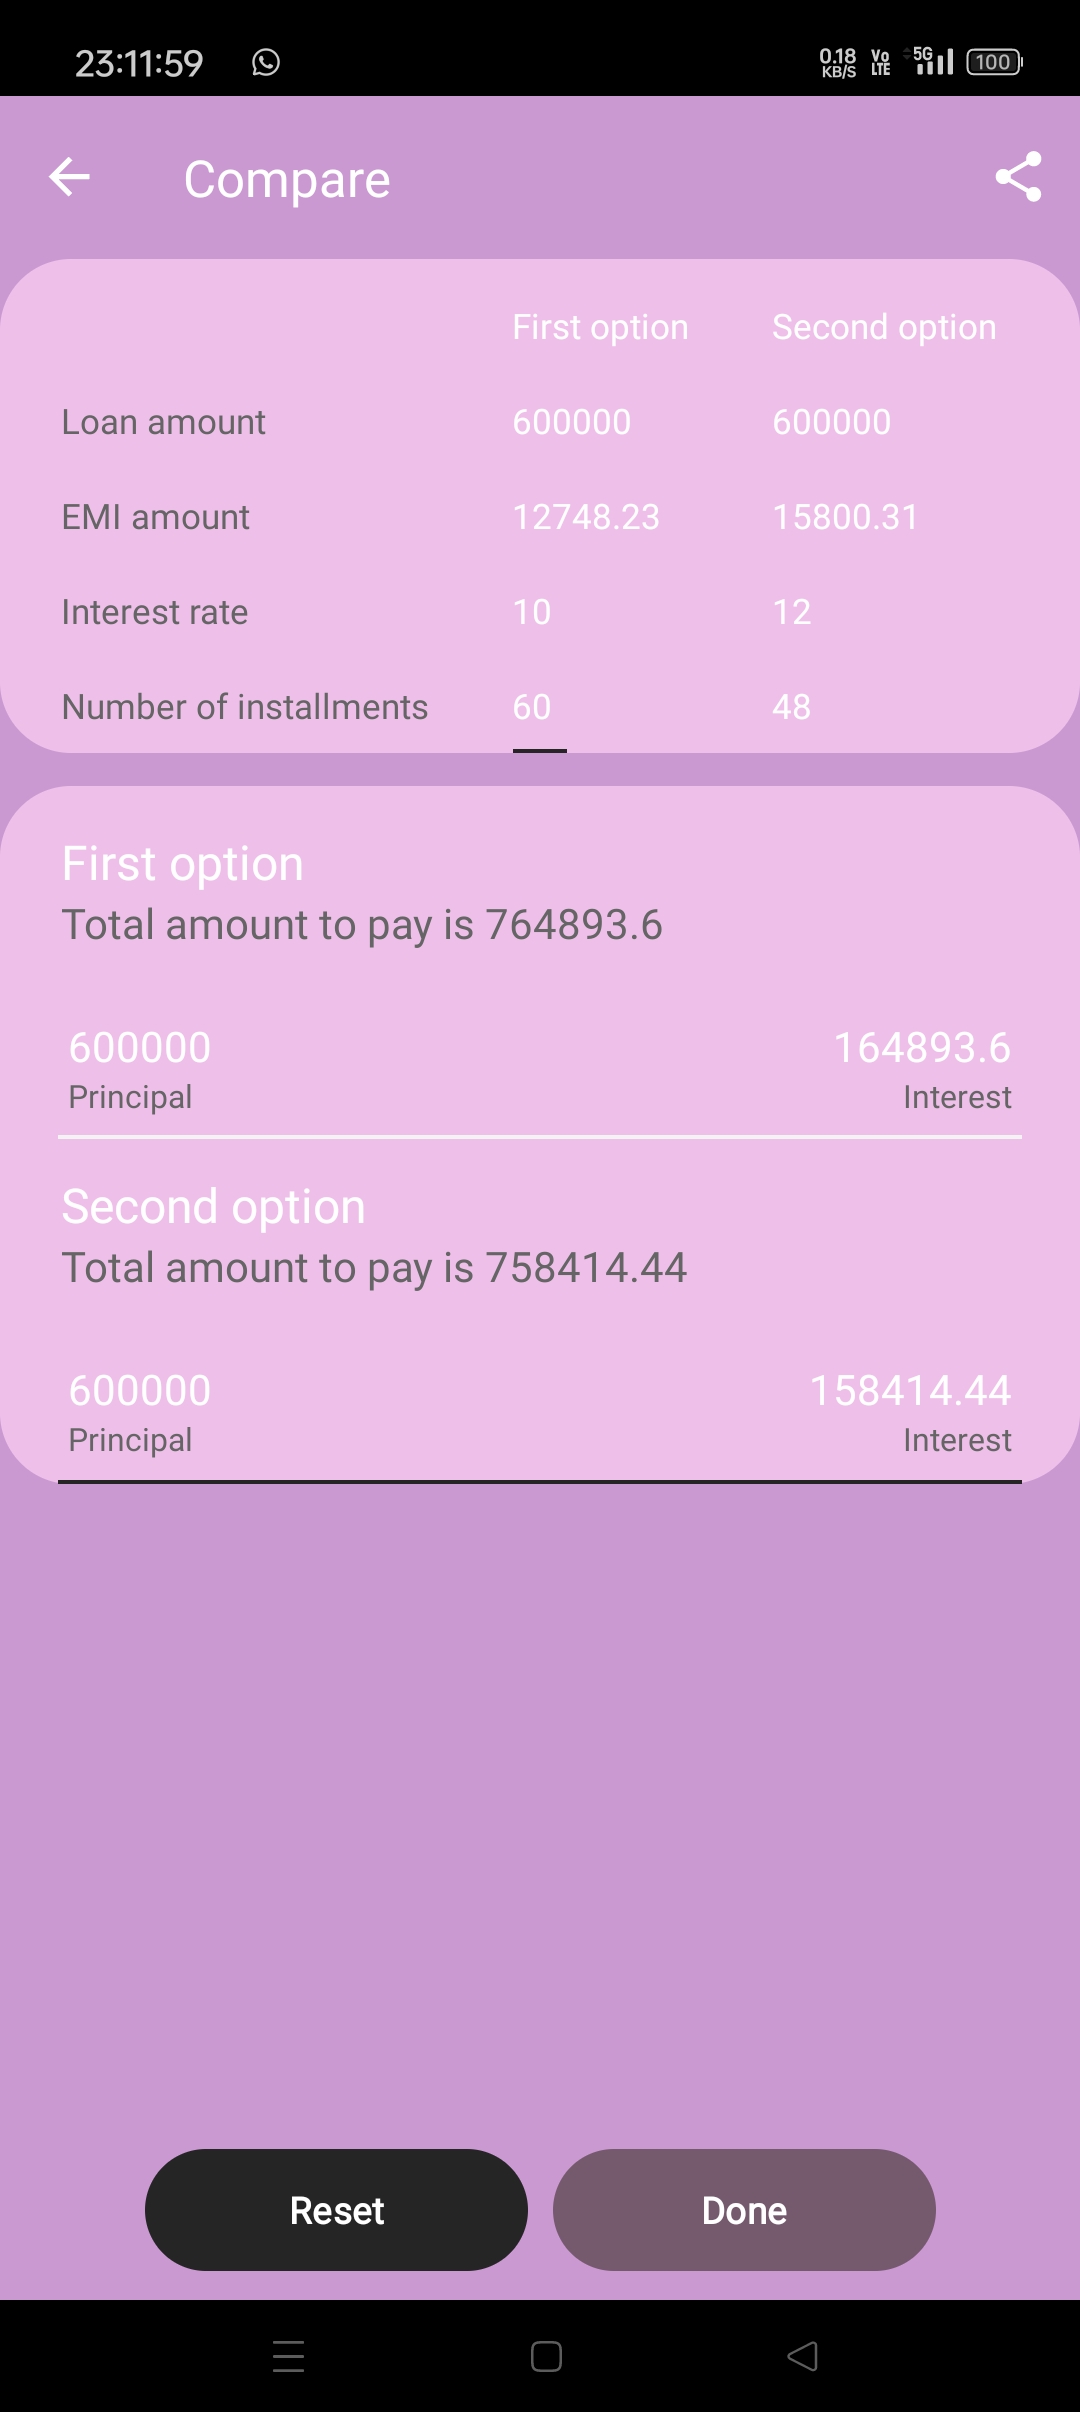 23:11:59 0.18 KB/S Vo LTE 5G 100
Compare
First option Second option
Loan amount 600000 600000
EMI amount 12748.23 15800.31
Interest rate 10 12
Number of installments 60 48
First option
Total amount to pay is 764893.6
600000 164893.6
Principal Interest
Second option
Total amount to pay is 758414.44
600000 158414.44
Principal Interest
Reset Done